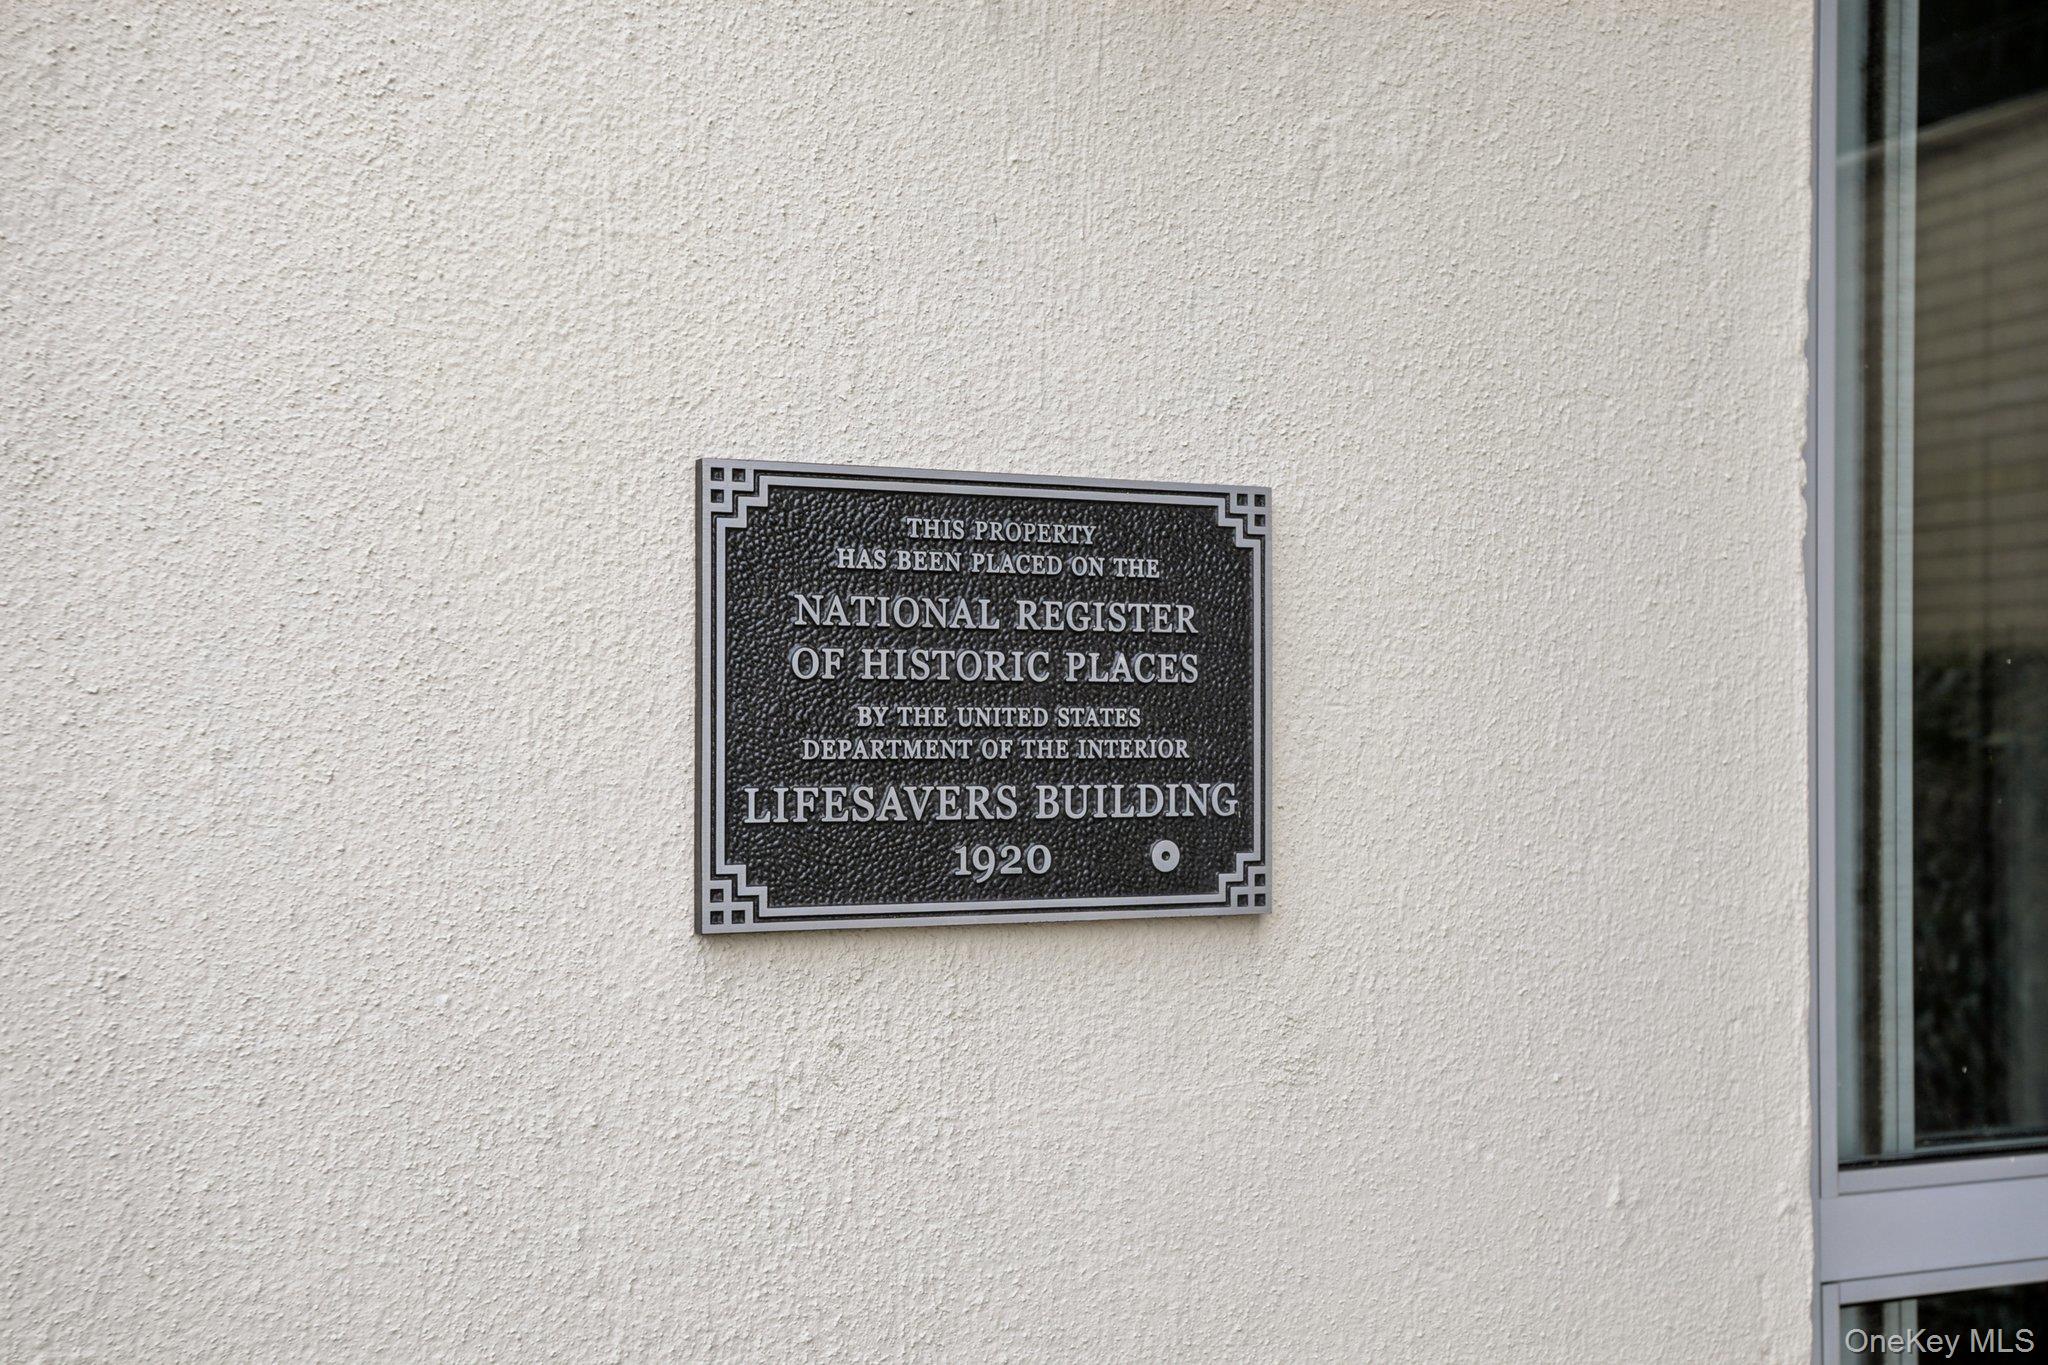 THIS PROPERTY
HAS BEEN PLACED ON THE
NATIONAL REGISTER
OF HISTORIC PLACES
BY THE UNITED STATES
DEPARTMENT OF THE INTERIOR
LIFESAVERS BUILDING
1920
OneKey MLS